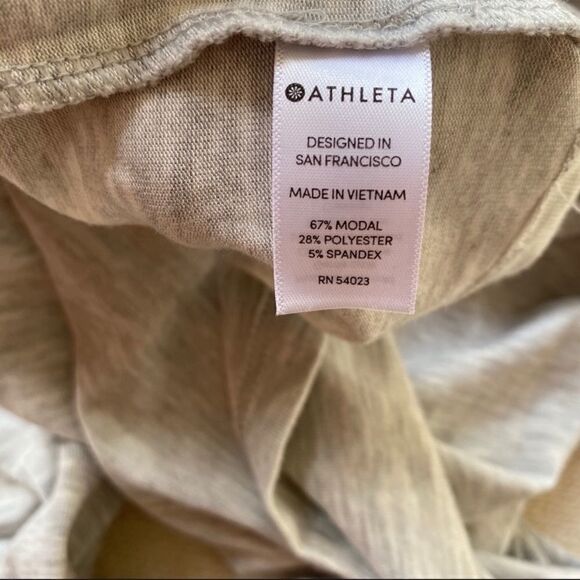 ATHLETA
DESIGNED IN
SAN FRANCISCO
MADE IN VIETNAM
67% MODAL
28% POLYESTER
5% SPANDEX
RN 54023